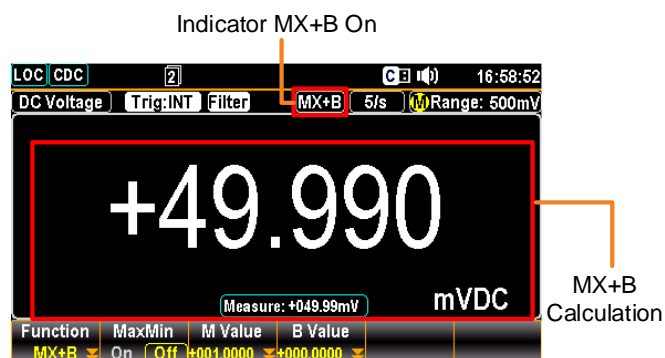 Indicator MX+B On
LOC CDC 2 C 16:58:52
DC Voltage Trig:INT Filter MX+B 5/s M Range: 500mV
+49.990
Measure: +049.99mV
mVDC
MX+B
Calculation
Function MaxMin M Value B Value
MX+B On Off +001.0000 +000.0000